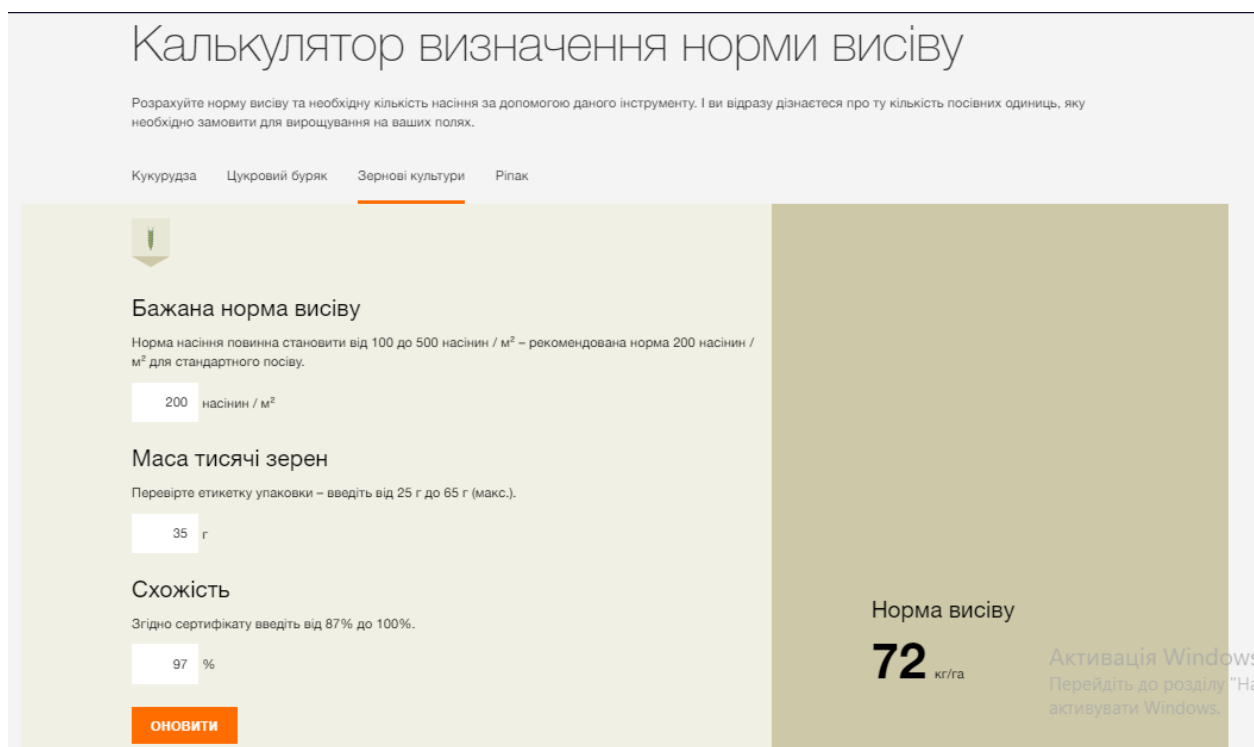 Калькулятор визначення норми висіву
Розрахуйте норму висіву та необхідну кількість насіння за допомогою даного інструменту. І ви відразу дізнаєтеся про ту кількість посівних одиниць, яку
необхідно замовити для вирощування на ваших полях.
Кукурудза Цукровий буряк Зернові культури Ріпак
Бажана норма висіву
Норма насіння повинна становити від 100 до 500 насінин / м² – рекомендована норма 200 насінин /
м² для стандартного посіву.
200 насінин / м²
Маса тисячі зерен
Перевірте етикетку упаковки – введіть від 25 г до 65 г (макс.).
35 г
Схожість
Згідно сертифікату введіть від 87% до 100%.
97 %
ОНОВИТИ
Норма висіву
72 кг/га
Активація Windows
Перейдіть до розділу "На
активувати Windows.